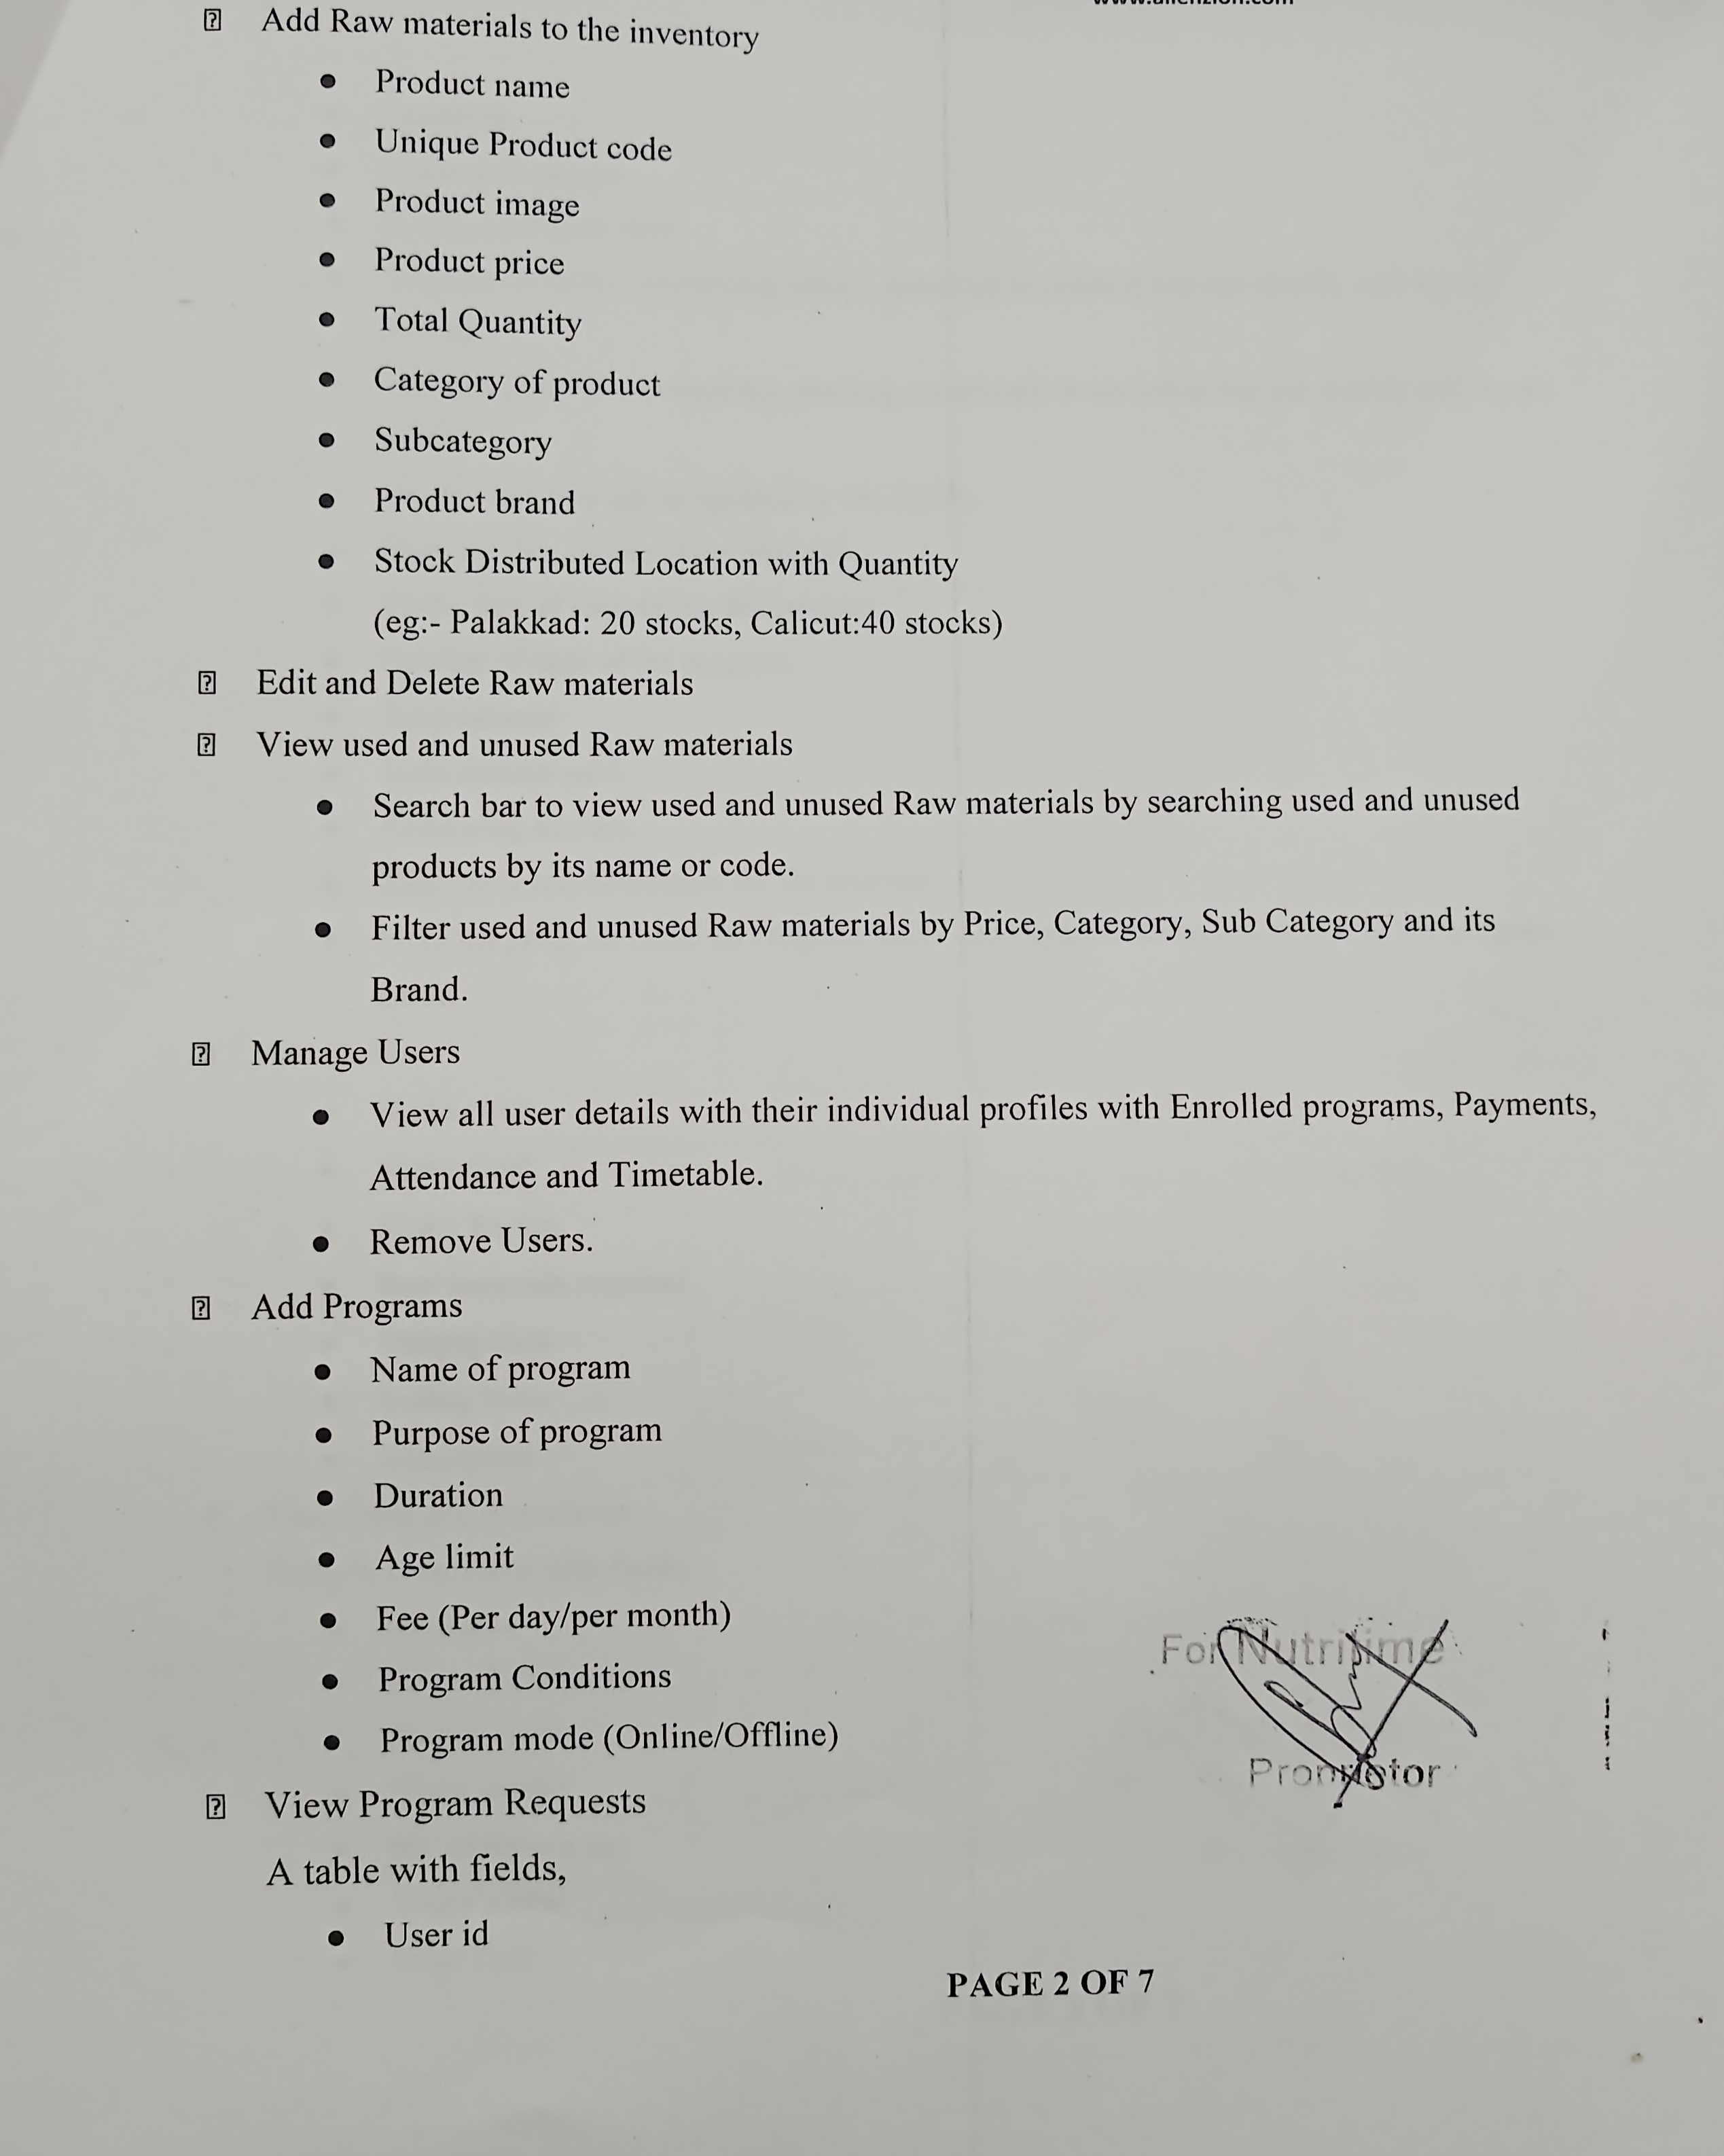 Add Raw materials to the inventory
● Product name
● Unique Product code
● Product image
● Product price
● Total Quantity
● Category of product
● Subcategory
● Product brand
● Stock Distributed Location with Quantity
(eg:- Palakkad: 20 stocks, Calicut:40 stocks)
Edit and Delete Raw materials
View used and unused Raw materials
● Search bar to view used and unused Raw materials by searching used and unused
products by its name or code.
● Filter used and unused Raw materials by Price, Category, Sub Category and its
Brand.
Manage Users
● View all user details with their individual profiles with Enrolled programs, Payments,
Attendance and Timetable.
● Remove Users.
Add Programs
● Name of program
● Purpose of program
● Duration
● Age limit
● Fee (Per day/per month)
● Program Conditions
● Program mode (Online/Offline)
For Nutritime
View Program Requests
A table with fields,
● User id
PAGE 2 OF 7